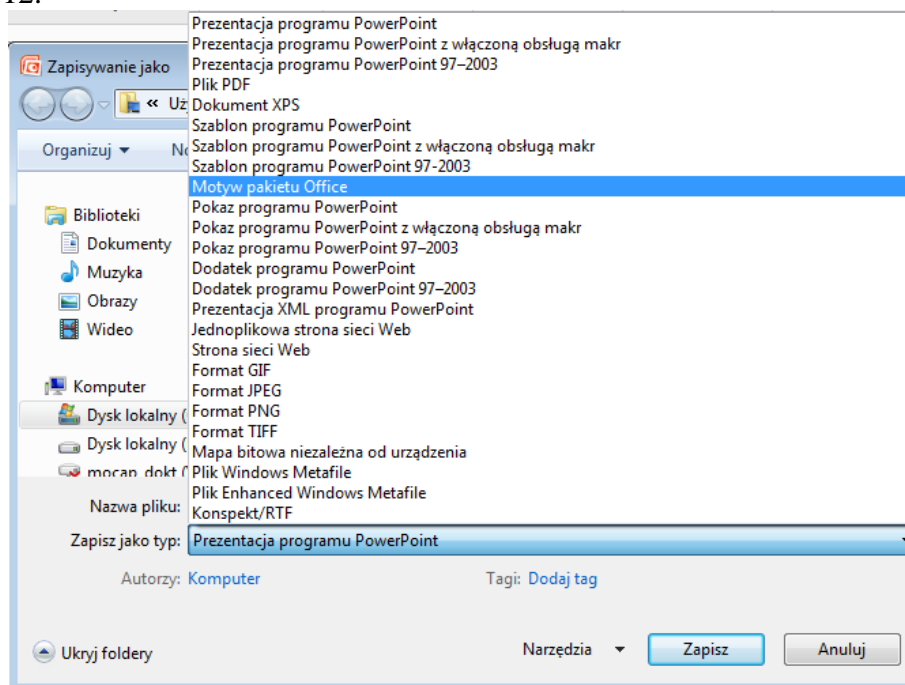 12.
Prezentacja programu PowerPoint
Prezentacja programu PowerPoint z włączoną obsługą makr
Prezentacja programu PowerPoint 97–2003
Plik PDF
Dokument XPS
Szablon programu PowerPoint
Szablon programu PowerPoint z włączoną obsługą makr
Szablon programu PowerPoint 97-2003
Motyw pakietu Office
Pokaz programu PowerPoint
Pokaz programu PowerPoint z włączoną obsługą makr
Pokaz programu PowerPoint 97–2003
Dodatek programu PowerPoint
Dodatek programu PowerPoint 97–2003
Prezentacja XML programu PowerPoint
Jednoplikowa strona sieci Web
Strona sieci Web
Format GIF
Format JPEG
Format PNG
Format TIFF
Mapa bitowa niezależna od urządzenia
Plik Windows Metafile
Plik Enhanced Windows Metafile
Konspekt/RTF
Zapisywanie jako
« Uż
Organizuj
Biblioteki
Dokumenty
Muzyka
Obrazy
Wideo
Komputer
Dysk lokalny (
Dysk lokalny (
mocap_dokt (
Nazwa pliku:
Zapisz jako typ: Prezentacja programu PowerPoint
Autorzy: Komputer Tagi: Dodaj tag
Ukryj foldery Narzędzia Zapisz Anuluj